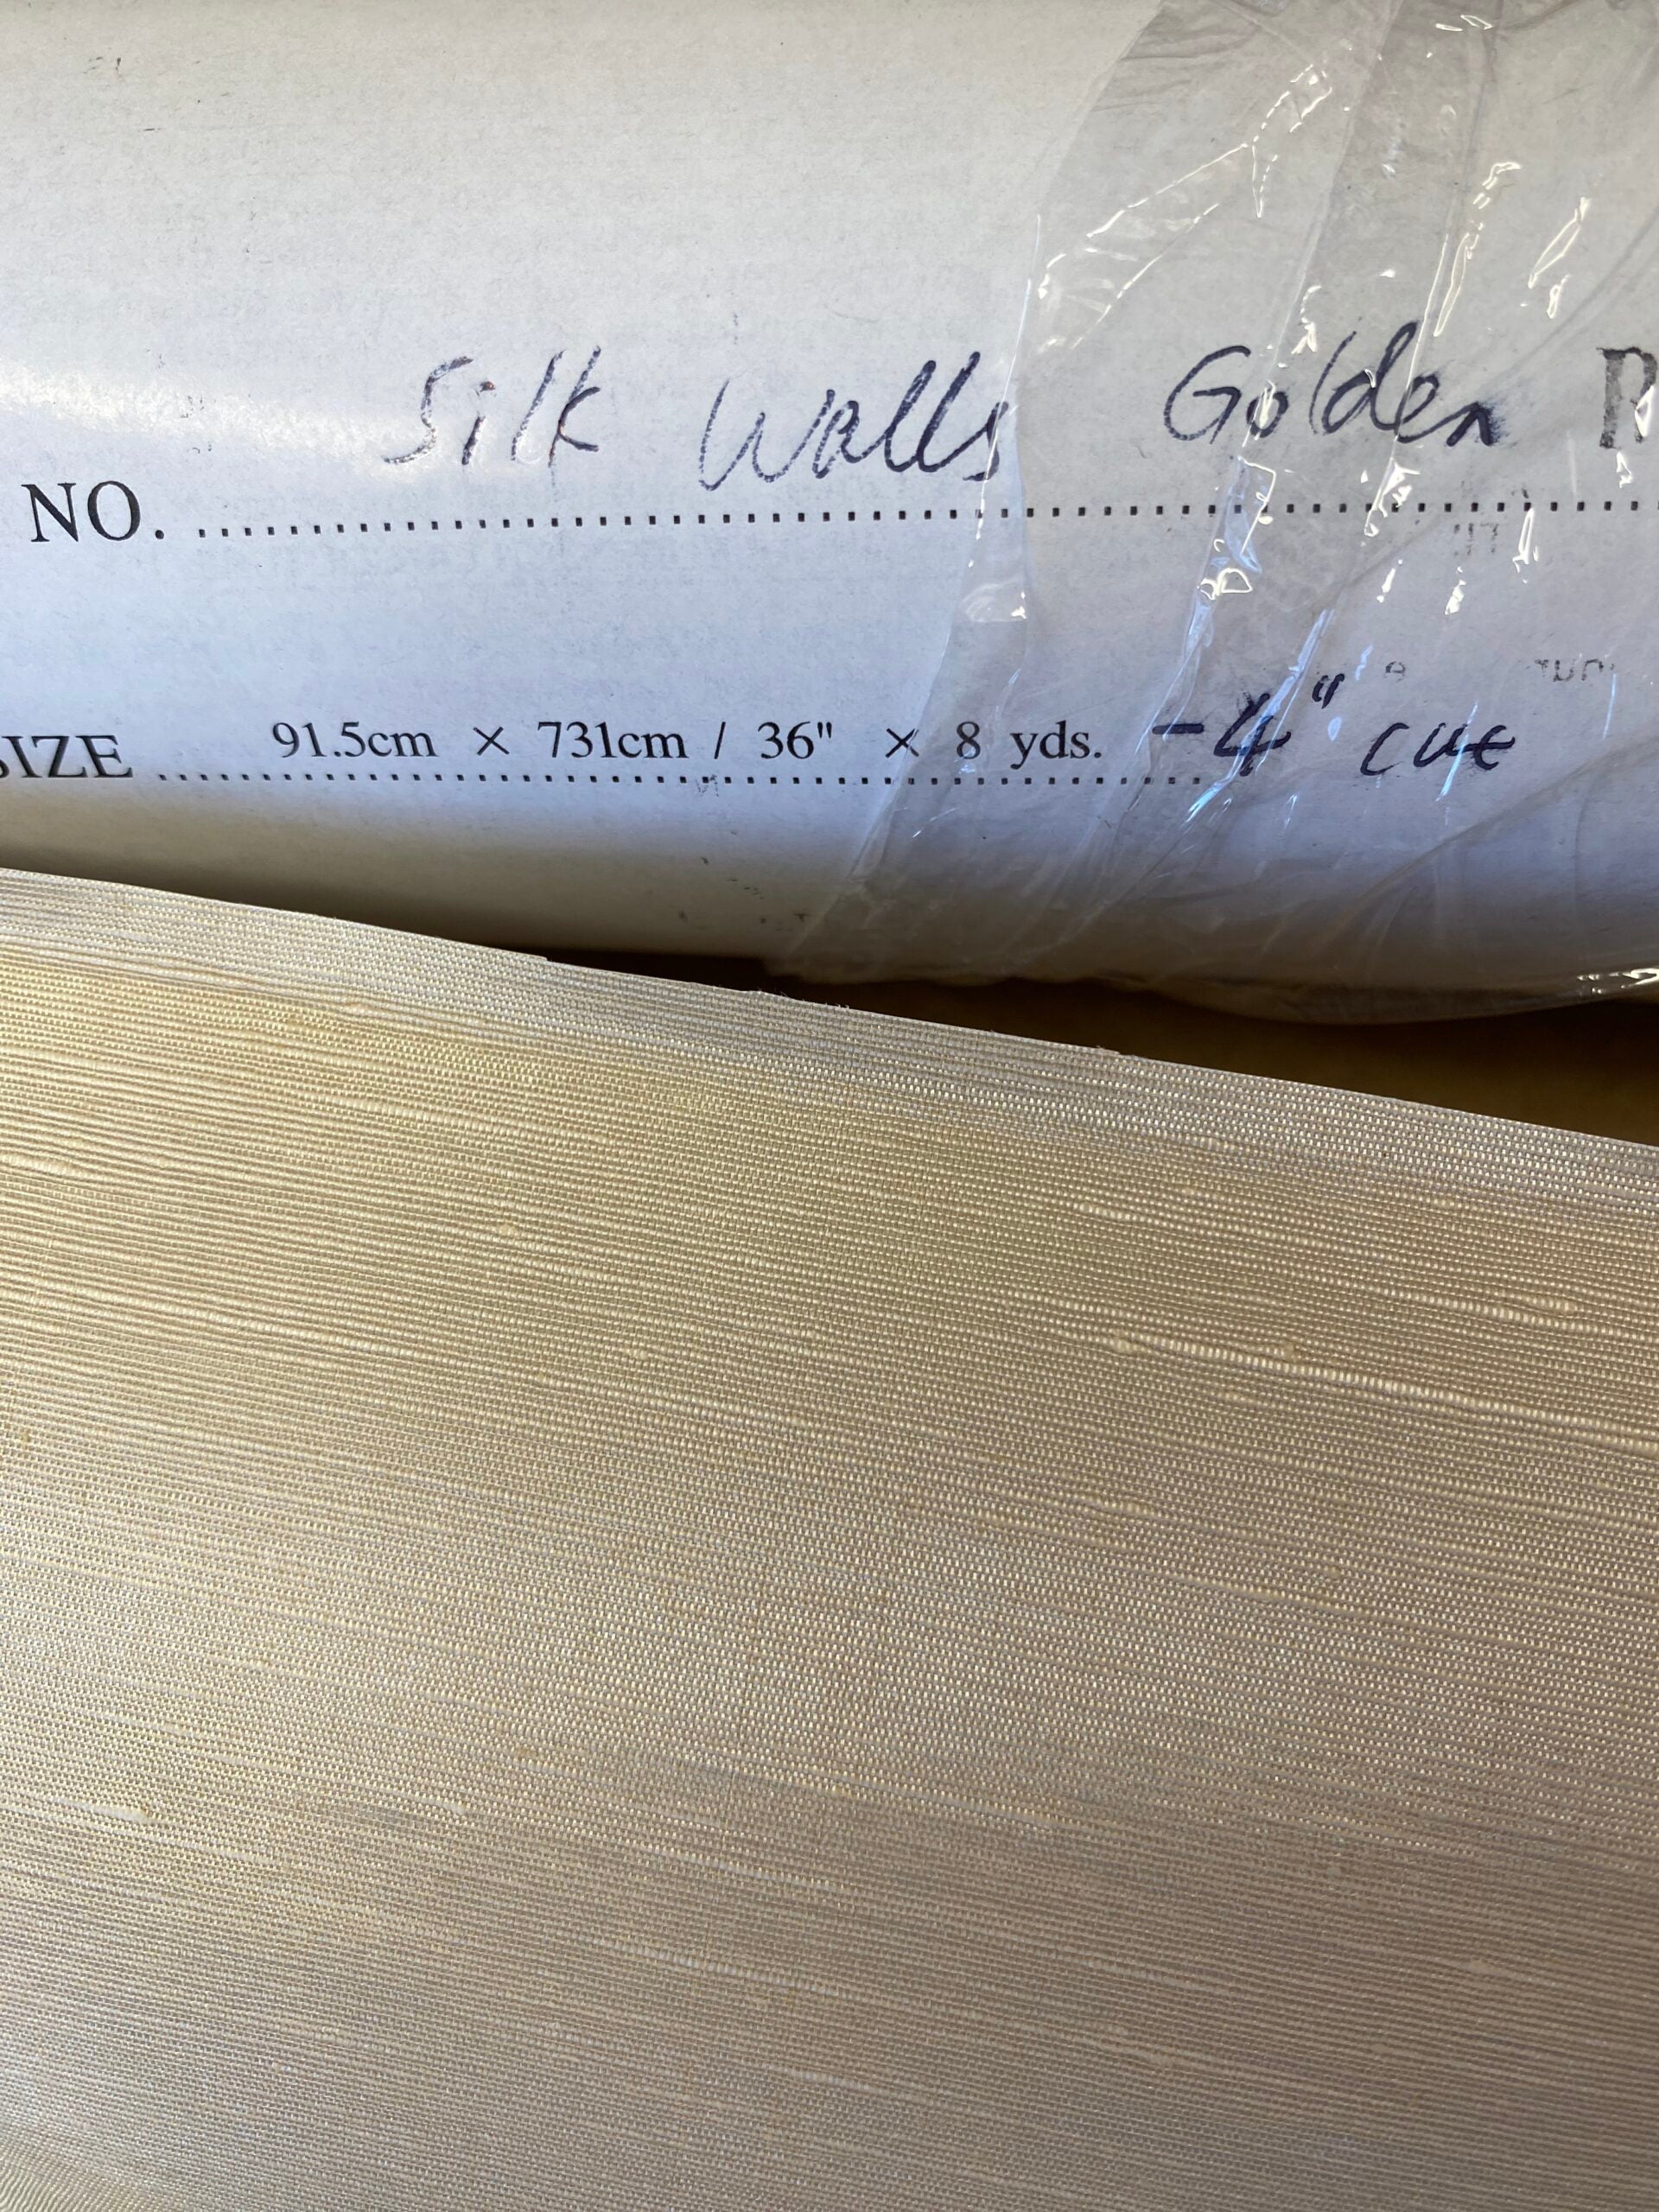 Silk Walls Golden R
NO. ....................
SIZE .......... 91.5cm × 731cm / 36" × 8 yds. -4" cut